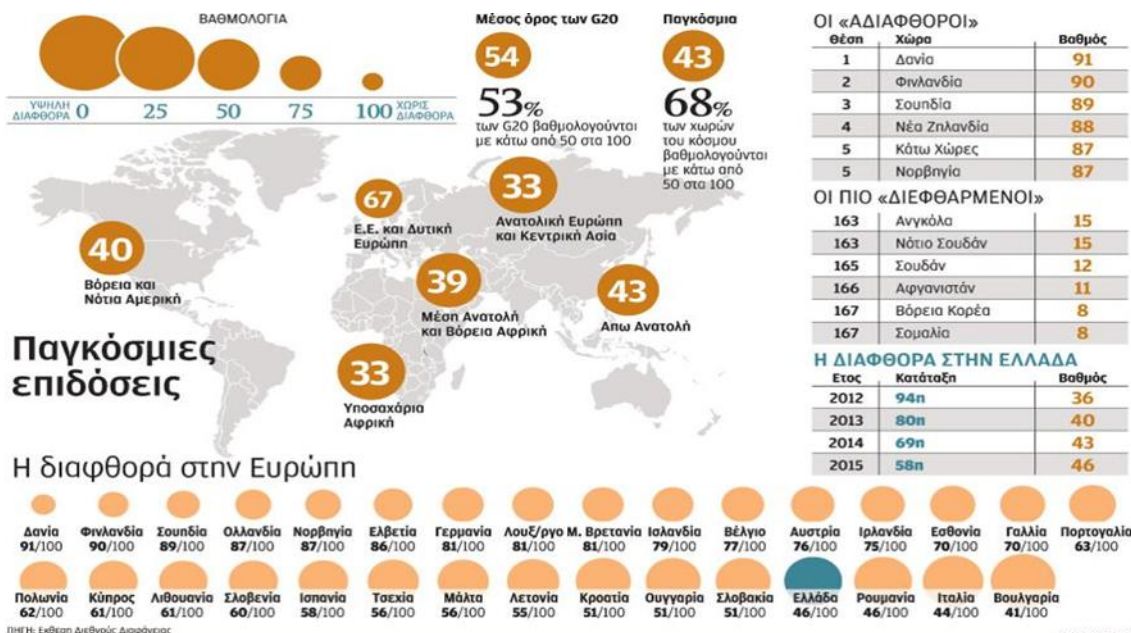 ΒΑΘΜΟΛΟΓΙΑ
ΥΨΗΛΗ ΔΙΑΦΘΟΡΑ 0 25 50 75 100 ΧΩΡΙΣ ΔΙΑΦΘΟΡΑ
Μέσος όρος των G20
54
53%
των G20 βαθμολογούνται
με κάτω από 50 στα 100
Παγκόσμια
43
68%
των χωρών
του κόσμου
βαθμολογούνται
με κάτω από
50 στα 100
40
Βόρεια και
Νότια Αμερική
67
Ε.Ε. και Δυτική
Ευρώπη
33
Ανατολική Ευρώπη
και Κεντρική Ασία
39
Μέση Ανατολή
και Βόρεια Αφρική
43
Απω Ανατολή
33
Υποσαχάρια
Αφρική
Παγκόσμιες
επιδόσεις
ΟΙ «ΑΔΙΑΦΘΟΡΟΙ»
Θέση Χώρα Βαθμός
1 Δανία 91
2 Φινλανδία 90
3 Σουηδία 89
4 Νέα Ζηλανδία 88
5 Κάτω Χώρες 87
5 Νορβηγία 87
ΟΙ ΠΙΟ «ΔΙΕΦΘΑΡΜΕΝΟΙ»
163 Ανγκόλα 15
163 Νότιο Σουδάν 15
165 Σουδάν 12
166 Αφγανιστάν 11
167 Βόρεια Κορέα 8
167 Σομαλία 8
Η ΔΙΑΦΘΟΡΑ ΣΤΗΝ ΕΛΛΑΔΑ
Ετος Κατάταξη Βαθμός
2012 94η 36
2013 80η 40
2014 69η 43
2015 58η 46
Η διαφθορά στην Ευρώπη
Δανία Φινλανδία Σουηδία Ολλανδία Νορβηγία Ελβετία Γερμανία Λουξ/ργο Μ. Βρετανία Ισλανδία Βέλγιο Αυστρία Ιρλανδία Εσθονία Γαλλία Πορτογαλία
91/100 90/100 89/100 87/100 87/100 86/100 81/100 81/100 81/100 79/100 77/100 76/100 75/100 70/100 70/100 63/100
Πολωνία Κύπρος Λιθουανία Σλοβενία Ισπανία Τσεχία Μάλτα Λετονία Κροατία Ουγγαρία Σλοβακία Ελλάδα Ρουμανία Ιταλία Βουλγαρία
62/100 61/100 61/100 60/100 58/100 56/100 56/100 55/100 51/100 51/100 51/100 46/100 46/100 44/100 41/100
ΠΗΓΗ: Εκθεση Διεθνούς Διαφάνειας